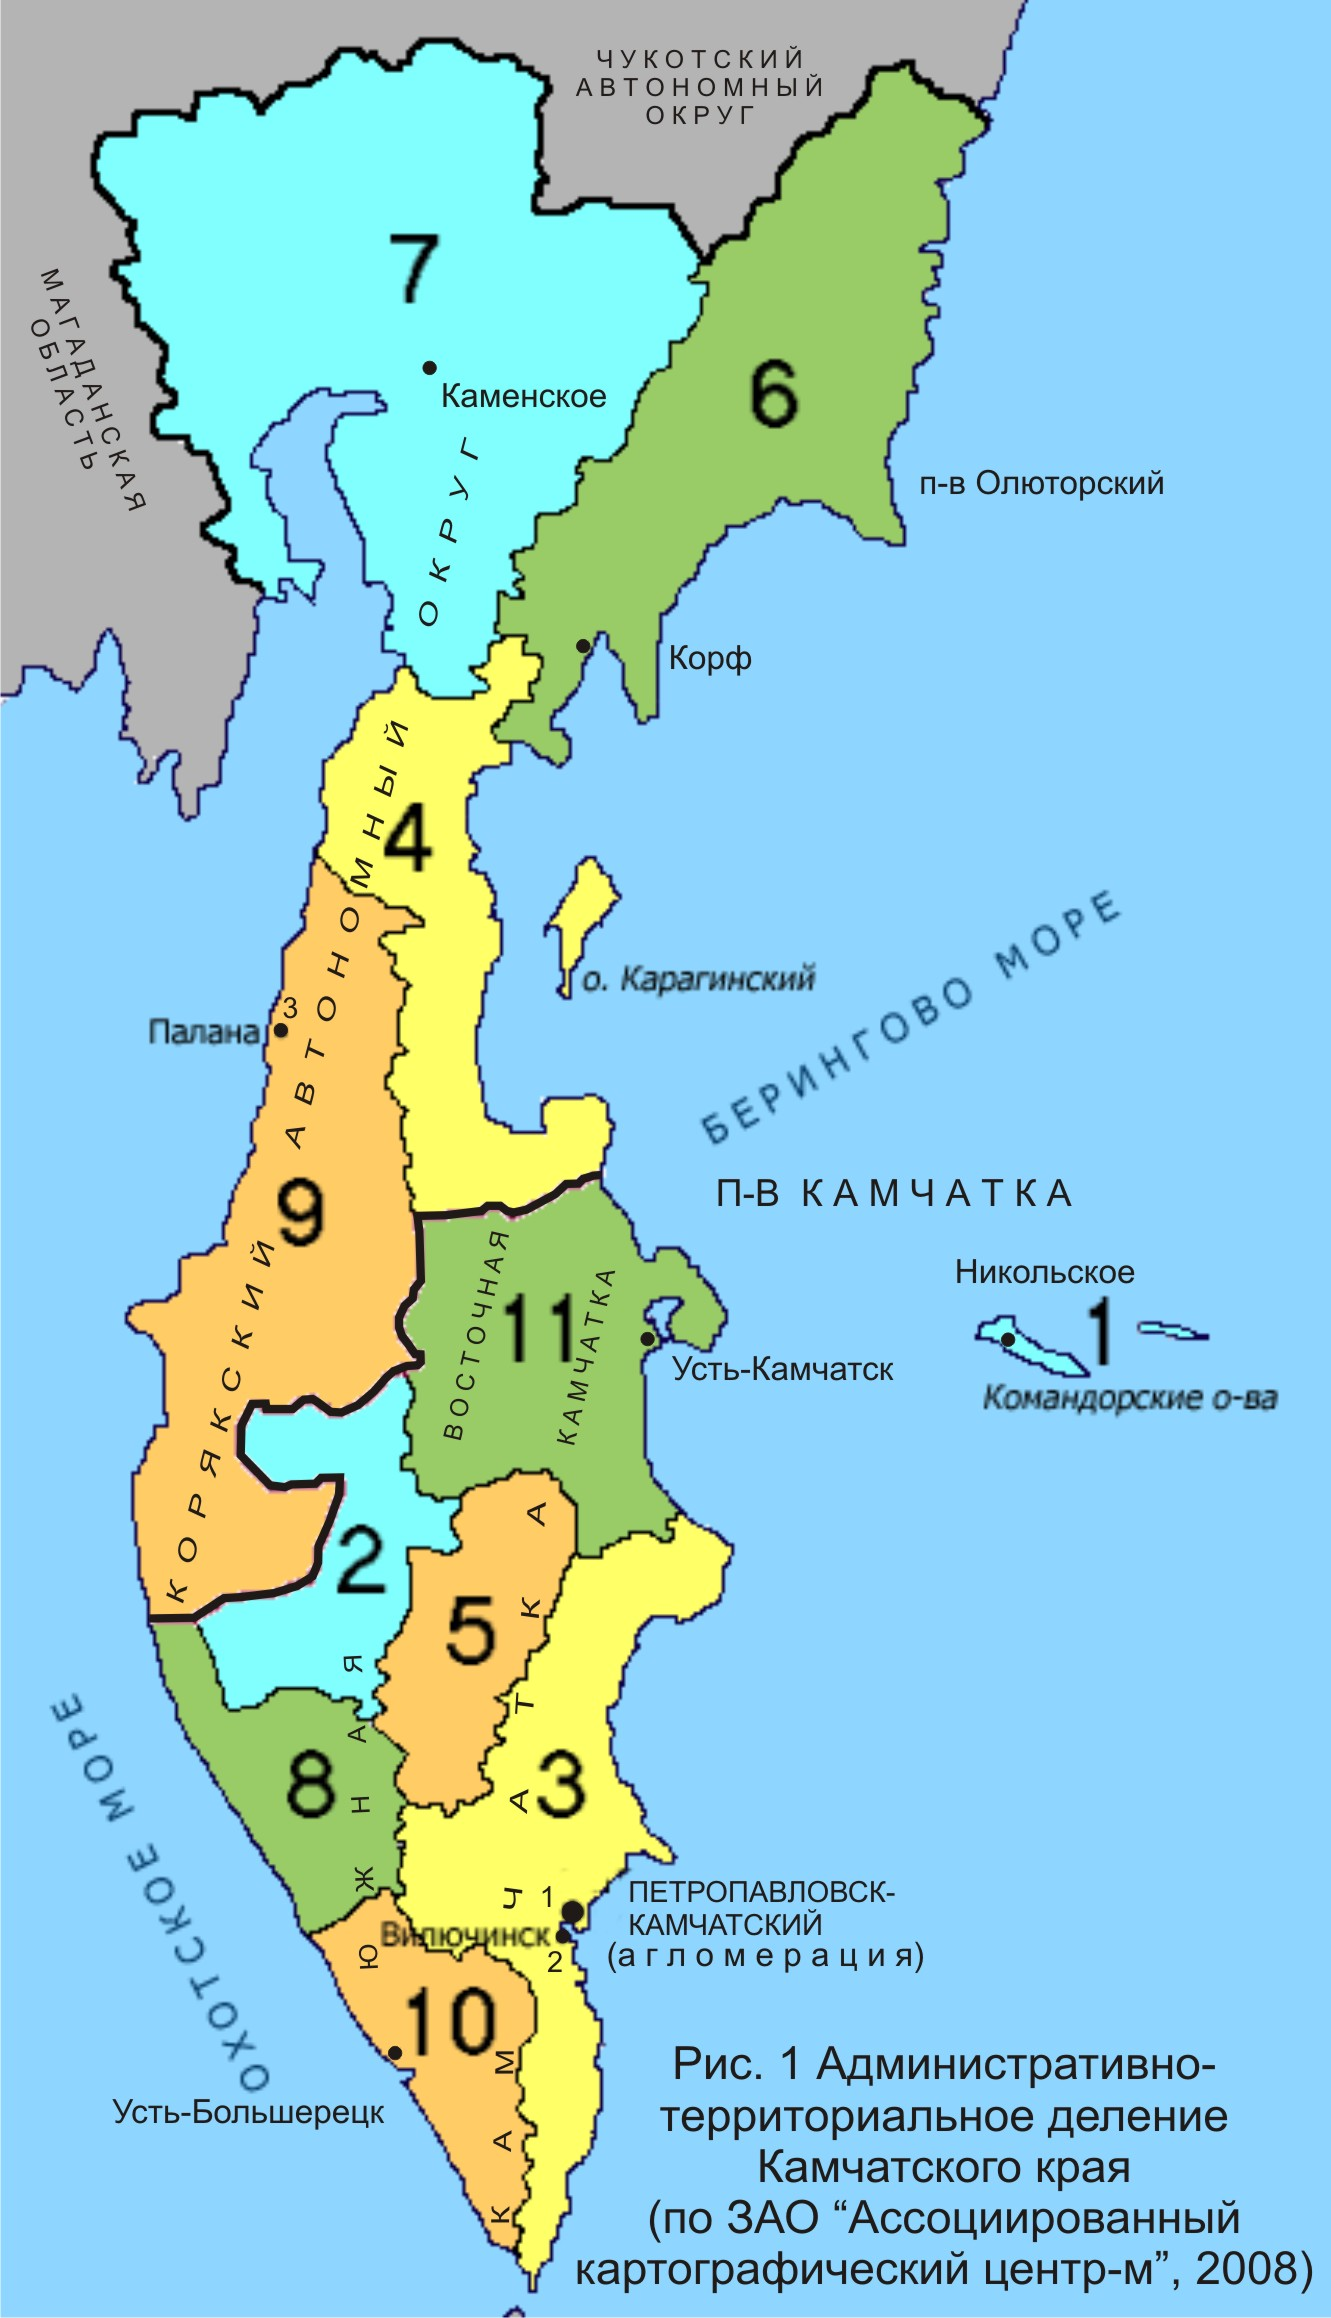 ЧУКОТСКИЙ
АВТОНОМНЫЙ
ОКРУГ
МАГАДАНСКАЯ
ОБЛАСТЬ
7
Каменское
6
п-в Олюторский
Корф
4
о. Карагинский
БЕРИНГОВО МОРЕ
3
Палана
КОРЯКСКИЙ АВТОНОМНЫЙ ОКРУГ
9
П-В КАМЧАТКА
ВОСТОЧНАЯ
КАМЧАТКА
11
Усть-Камчатск
Никольское
1
Командорские о-ва
2
5
8
3
ЮЖНАЯ
КАМЧАТКА
ОХОТСКОЕ МОРЕ
1
ПЕТРОПАВЛОВСК-
КАМЧАТСКИЙ
(агломерация)
Вилючинск
2
10
Усть-Большерецк
Рис. 1 Административно-
территориальное деление
Камчатского края
(по ЗАО “Ассоциированный
картографический центр-м”, 2008)